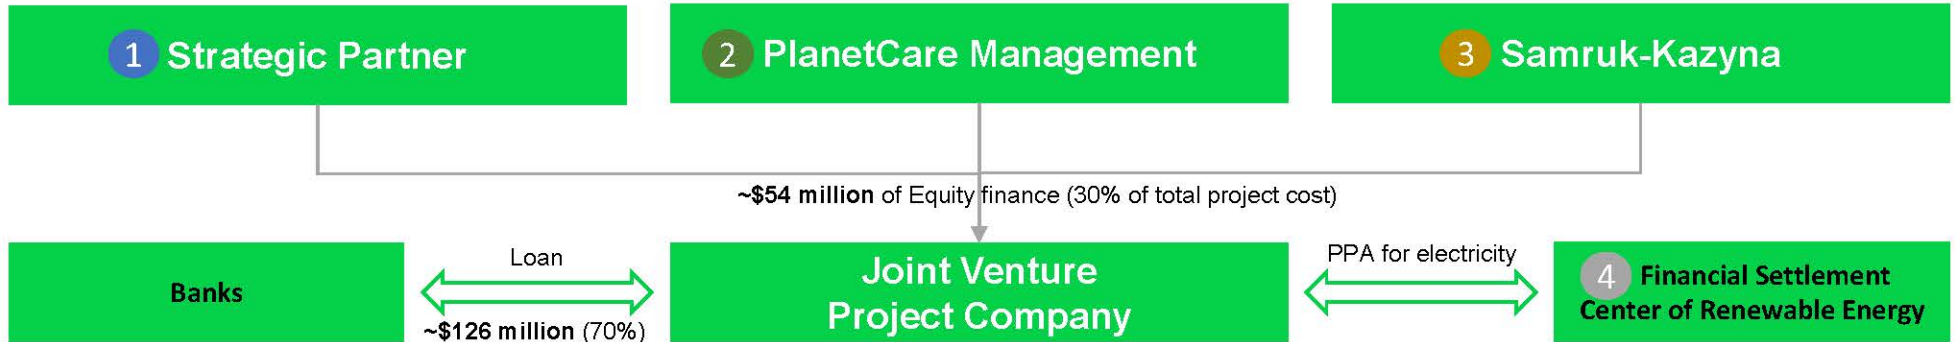 1 Strategic Partner
2 PlanetCare Management
3 Samruk-Kazyna
~$54 million of Equity finance (30% of total project cost)
Banks
Loan
~$126 million (70%)
Joint Venture
Project Company
PPA for electricity
4 Financial Settlement
Center of Renewable Energy